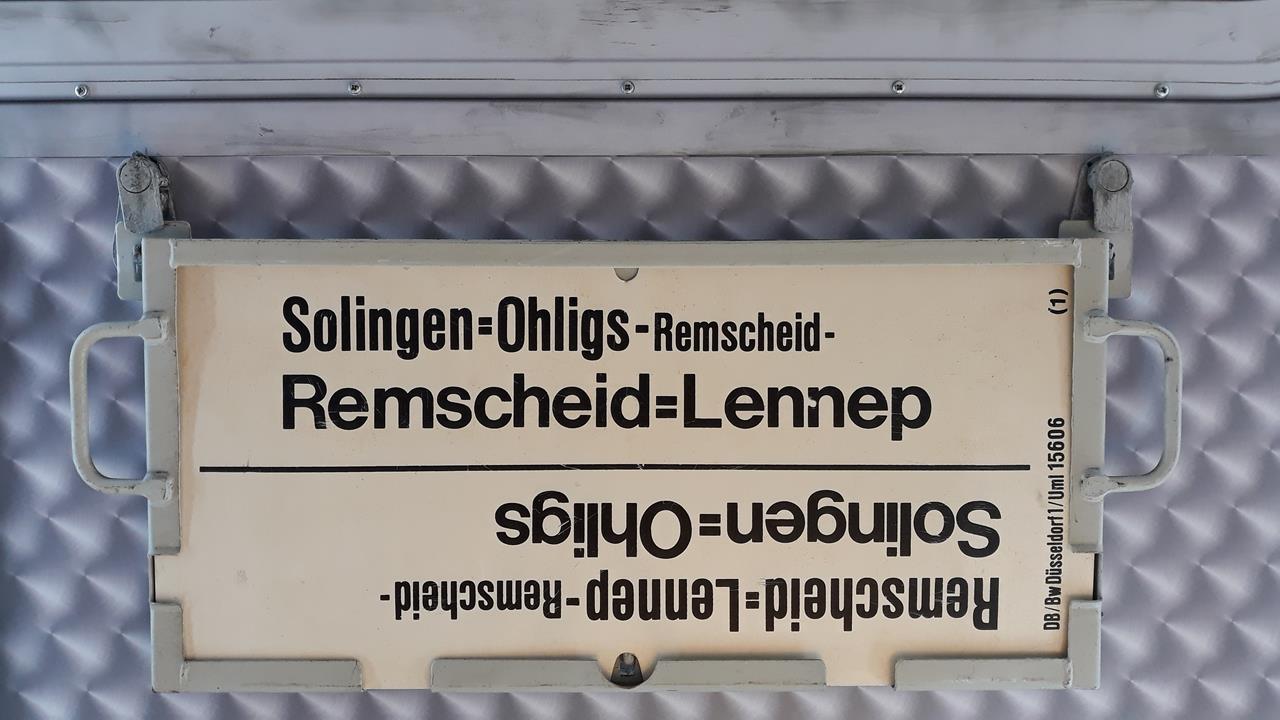 Solingen=Ohligs-Remscheid-
Remscheid=Lennep
Remscheid=Lennep-Remscheid-
Solingen=Ohligs
DB/Bw Düsseldorf 1/Uml 15606
(1)